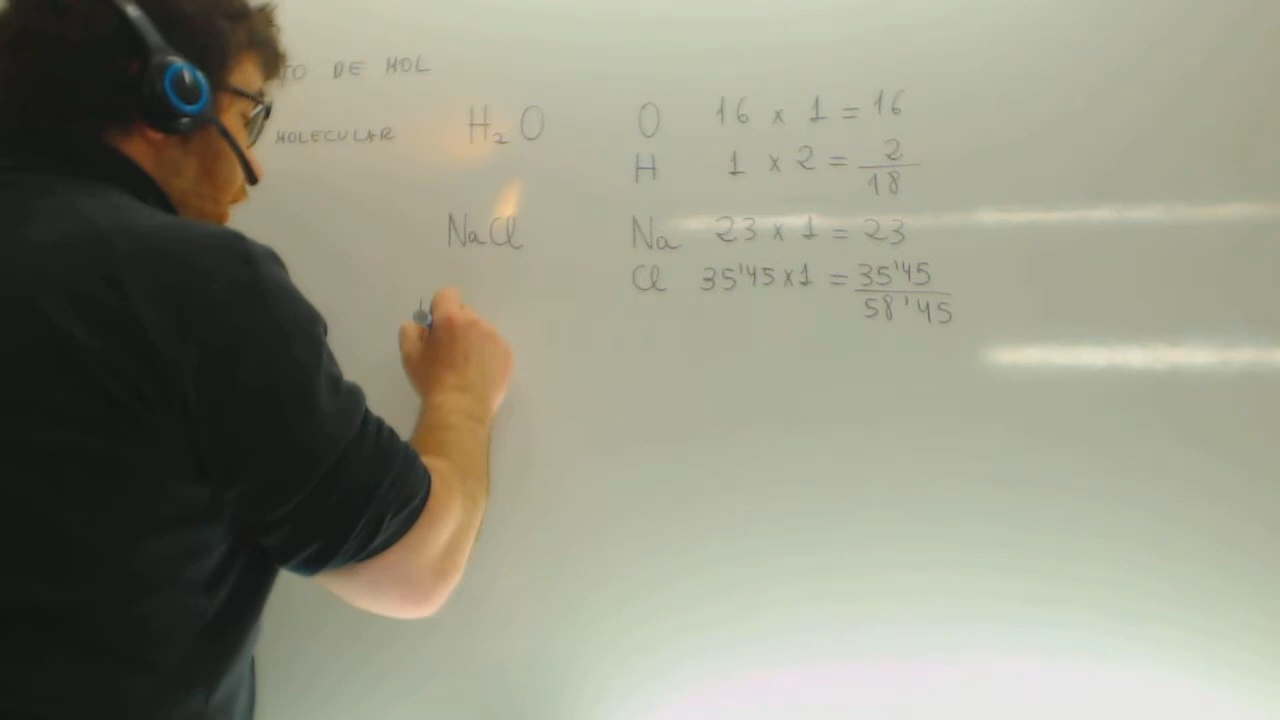 DE MOL
MOLECULAR
H₂O
O 16 x 1 = 16
H 1 x 2 = 2
18
NaCl
Na 23 x 1 = 23
Cl 35'45 x 1 = 35'45
58'45